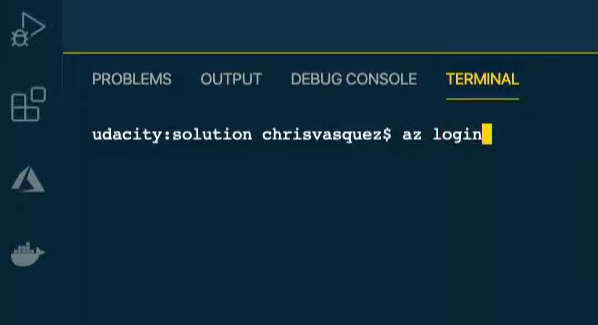 PROBLEMS OUTPUT DEBUG CONSOLE TERMINAL
udacity:solution chrisvasquez$ az login